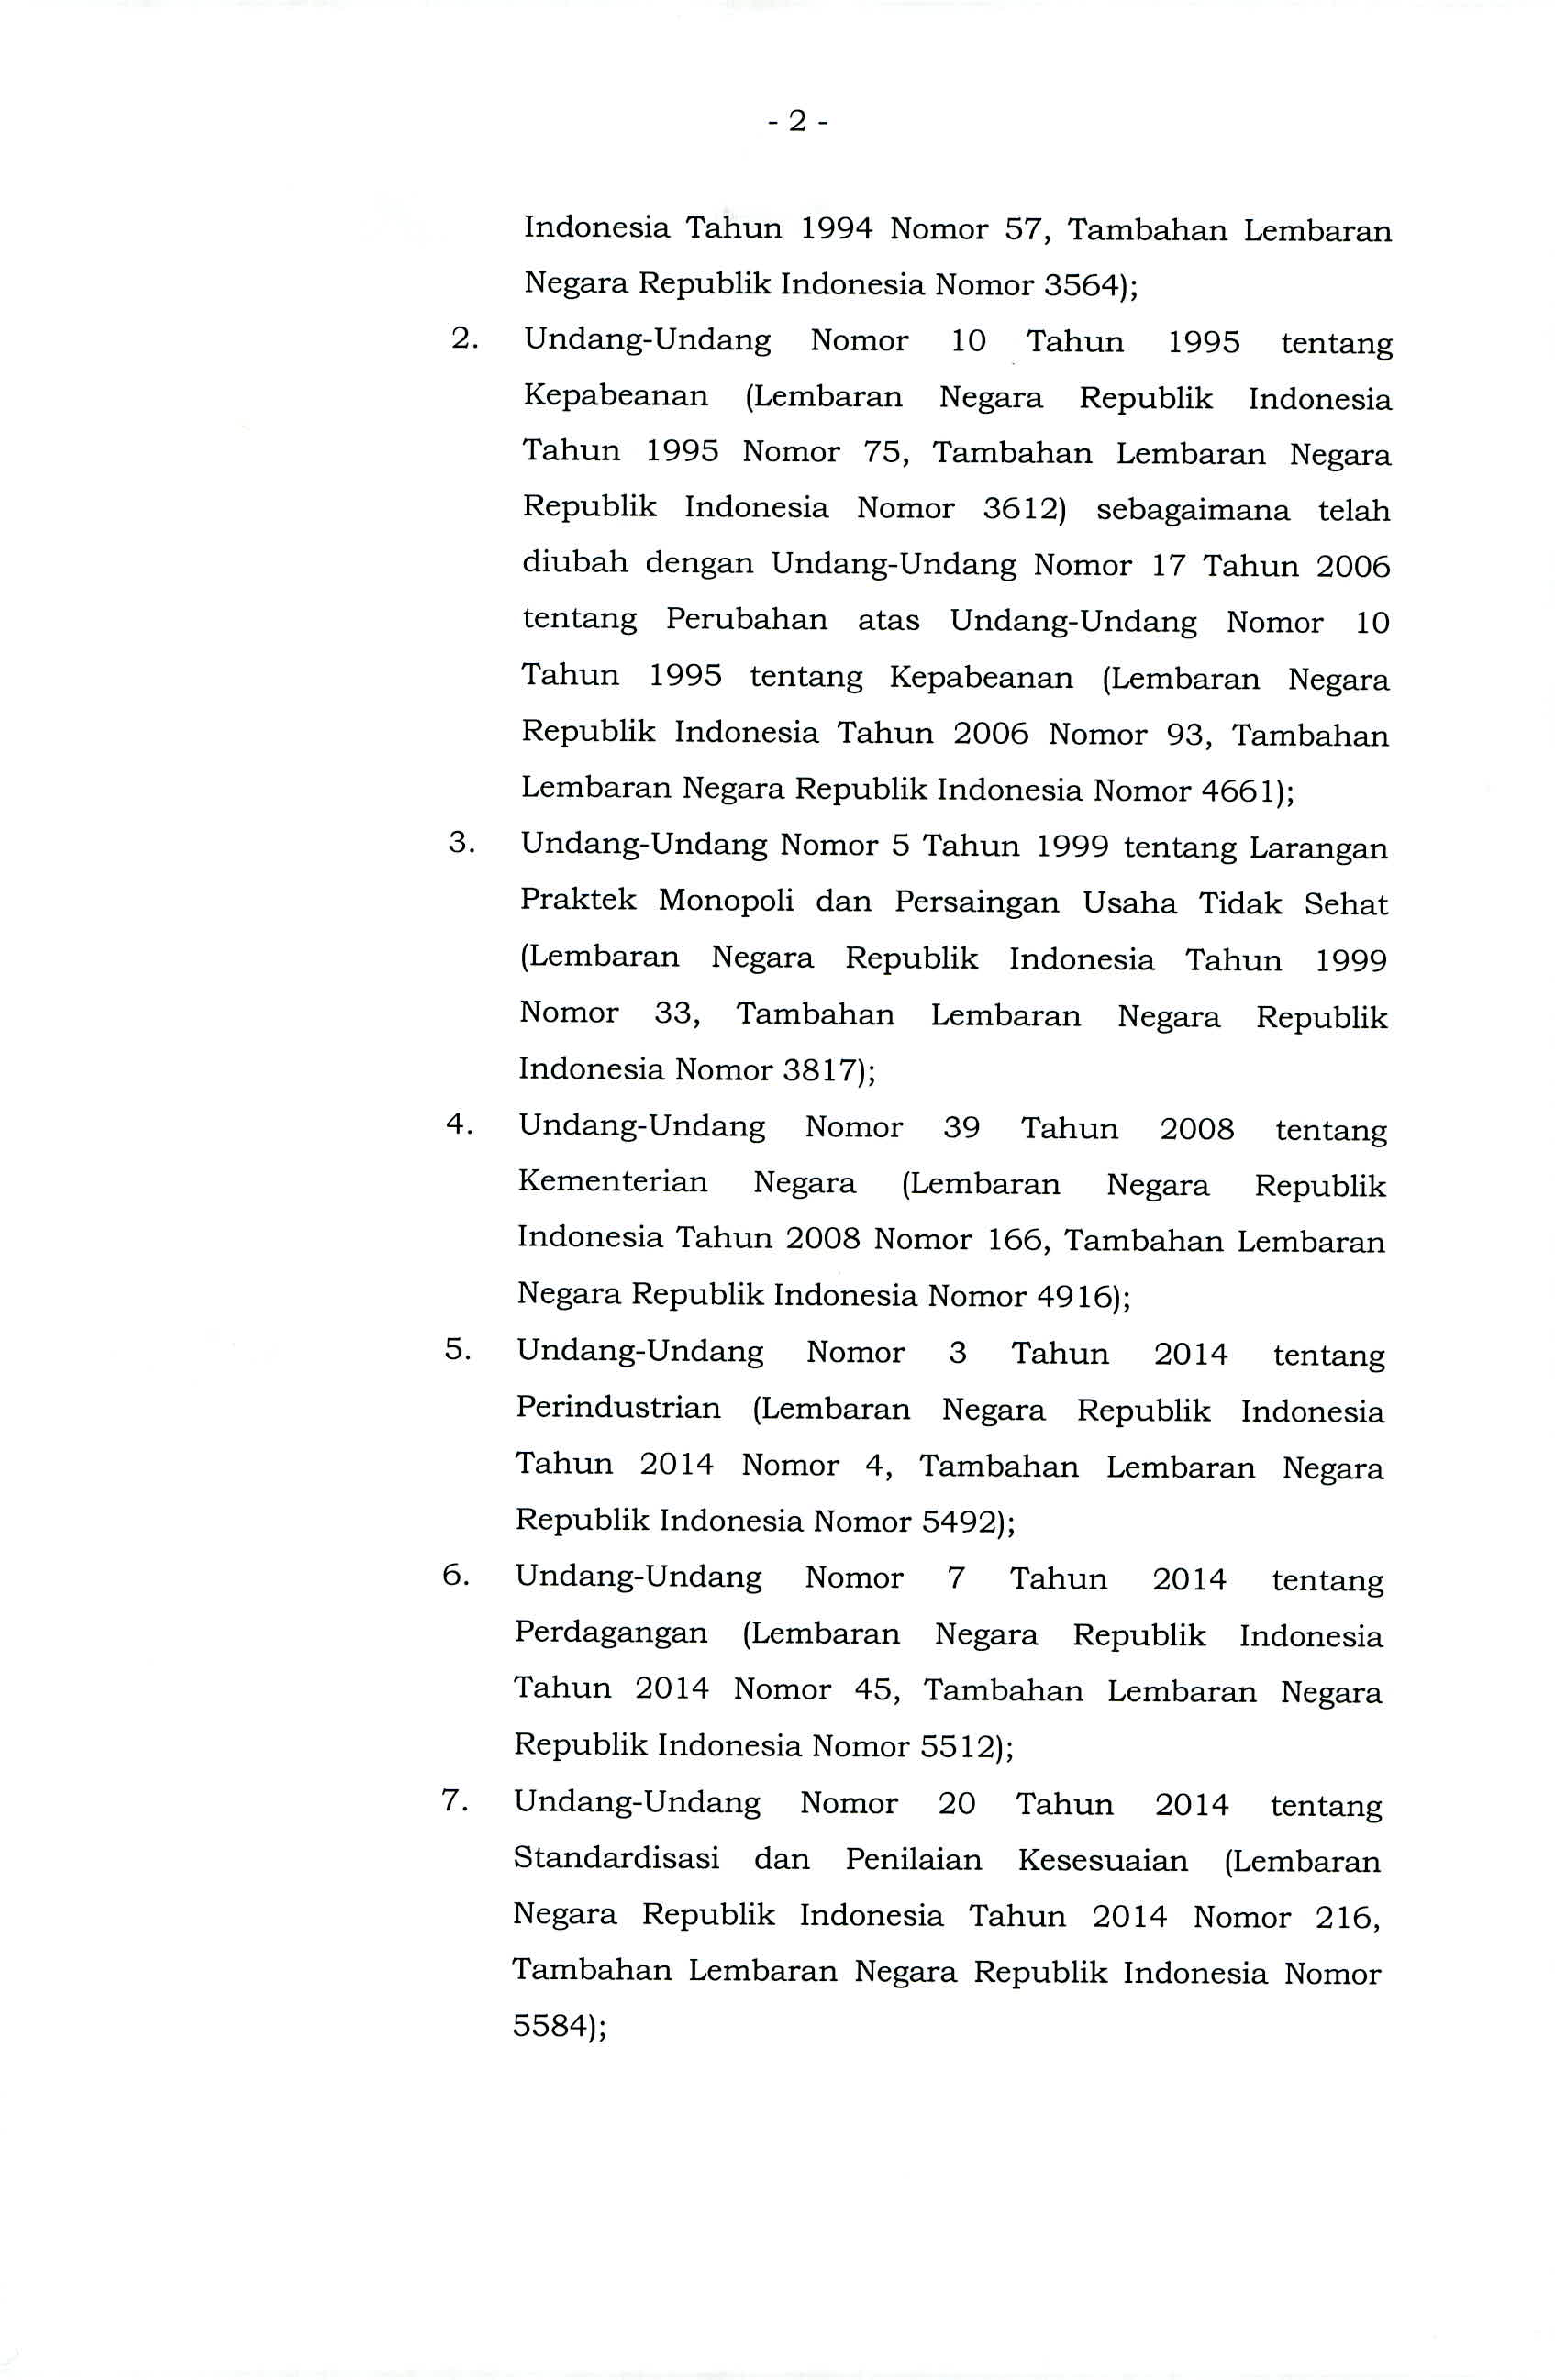 - 2 -
Indonesia Tahun 1994 Nomor 57, Tambahan Lembaran
Negara Republik Indonesia Nomor 3564);
2. Undang-Undang Nomor 10 Tahun 1995 tentang
Kepabeanan (Lembaran Negara Republik Indonesia
Tahun 1995 Nomor 75, Tambahan Lembaran Negara
Republik Indonesia Nomor 3612) sebagaimana telah
diubah dengan Undang-Undang Nomor 17 Tahun 2006
tentang Perubahan atas Undang-Undang Nomor 10
Tahun 1995 tentang Kepabeanan (Lembaran Negara
Republik Indonesia Tahun 2006 Nomor 93, Tambahan
Lembaran Negara Republik Indonesia Nomor 4661);
3. Undang-Undang Nomor 5 Tahun 1999 tentang Larangan
Praktek Monopoli dan Persaingan Usaha Tidak Sehat
(Lembaran Negara Republik Indonesia Tahun 1999
Nomor 33, Tambahan Lembaran Negara Republik
Indonesia Nomor 3817);
4. Undang-Undang Nomor 39 Tahun 2008 tentang
Kementerian Negara (Lembaran Negara Republik
Indonesia Tahun 2008 Nomor 166, Tambahan Lembaran
Negara Republik Indonesia Nomor 4916);
5. Undang-Undang Nomor 3 Tahun 2014 tentang
Perindustrian (Lembaran Negara Republik Indonesia
Tahun 2014 Nomor 4, Tambahan Lembaran Negara
Republik Indonesia Nomor 5492);
6. Undang-Undang Nomor 7 Tahun 2014 tentang
Perdagangan (Lembaran Negara Republik Indonesia
Tahun 2014 Nomor 45, Tambahan Lembaran Negara
Republik Indonesia Nomor 5512);
7. Undang-Undang Nomor 20 Tahun 2014 tentang
Standardisasi dan Penilaian Kesesuaian (Lembaran
Negara Republik Indonesia Tahun 2014 Nomor 216,
Tambahan Lembaran Negara Republik Indonesia Nomor
5584);